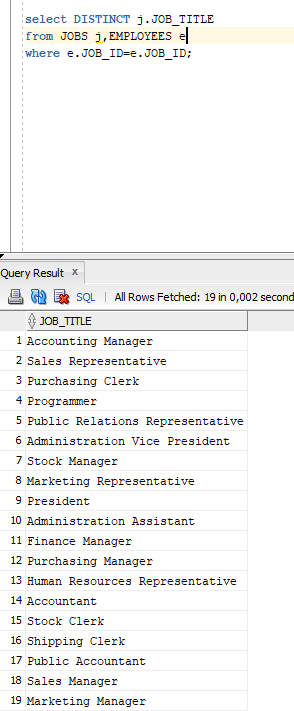 select DISTINCT j.JOB_TITLE
from JOBS j,EMPLOYEES e
where e.JOB_ID=e.JOB_ID;
Query Result x
SQL | All Rows Fetched: 19 in 0,002 second
JOB_TITLE
1 Accounting Manager
2 Sales Representative
3 Purchasing Clerk
4 Programmer
5 Public Relations Representative
6 Administration Vice President
7 Stock Manager
8 Marketing Representative
9 President
10 Administration Assistant
11 Finance Manager
12 Purchasing Manager
13 Human Resources Representative
14 Accountant
15 Stock Clerk
16 Shipping Clerk
17 Public Accountant
18 Sales Manager
19 Marketing Manager